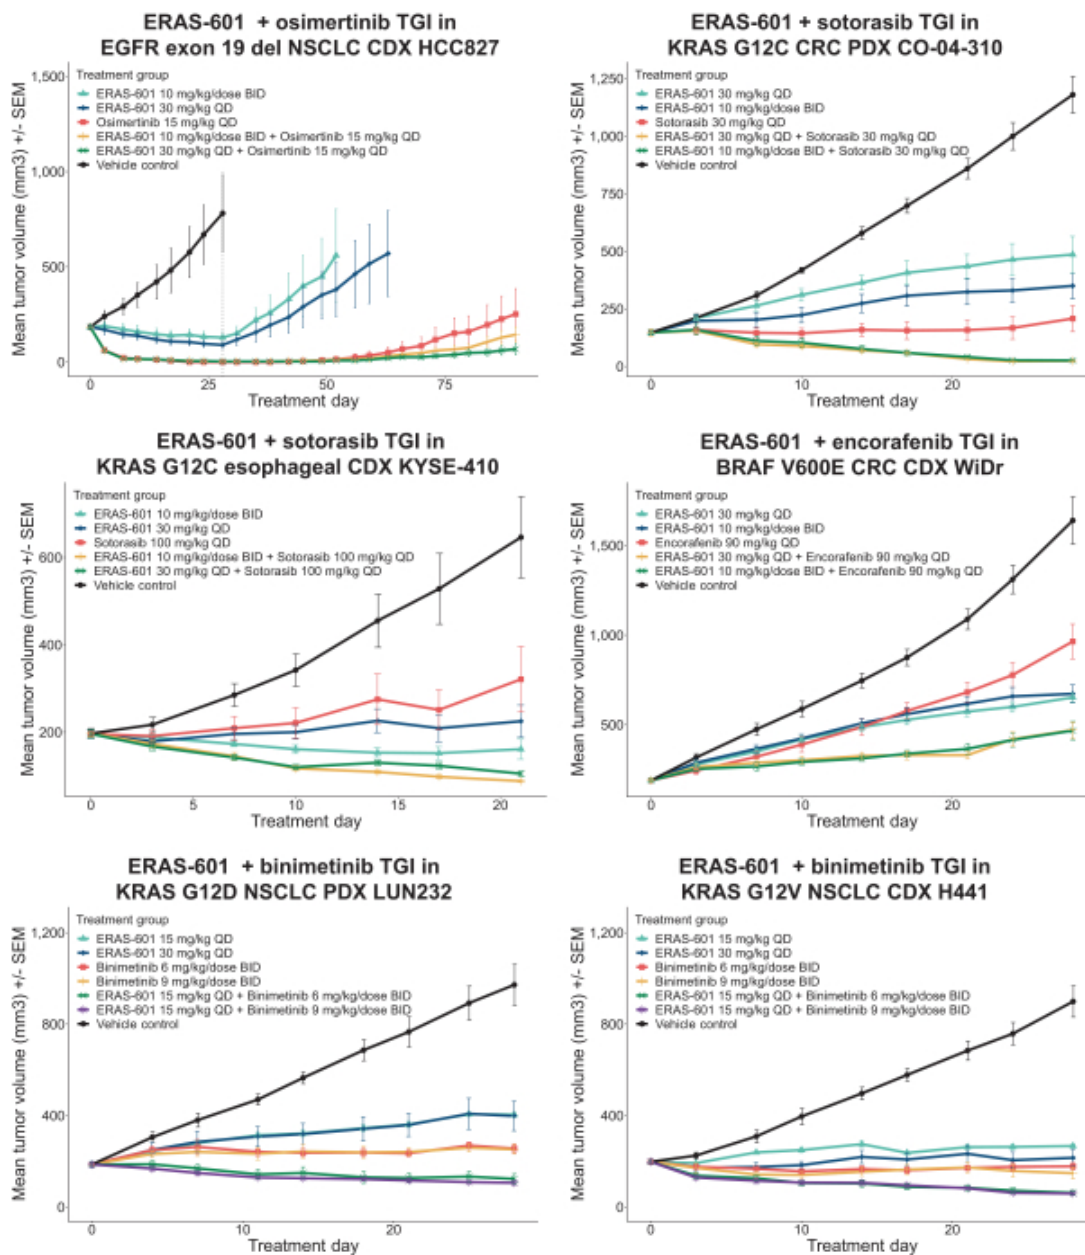 ERAS-601 + osimertinib TGI in
EGFR exon 19 del NSCLC CDX HCC827
Mean tumor volume (mm3) +/- SEM
1,500
1,000
500
0
Treatment group
ERAS-601 10 mg/kg/dose BID
ERAS-601 30 mg/kg QD
Osimertinib 15 mg/kg QD
ERAS-601 10 mg/kg/dose BID + Osimertinib 15 mg/kg QD
ERAS-601 30 mg/kg QD + Osimertinib 15 mg/kg QD
Vehicle control
0 25 50 75
Treatment day
ERAS-601 + sotorasib TGI in
KRAS G12C CRC PDX CO-04-310
Mean tumor volume (mm3) +/- SEM
1,250
1,000
750
500
250
0
Treatment group
ERAS-601 30 mg/kg QD
ERAS-601 10 mg/kg/dose BID
Sotorasib 30 mg/kg QD
ERAS-601 30 mg/kg QD + Sotorasib 30 mg/kg QD
ERAS-601 10 mg/kg/dose BID + Sotorasib 30 mg/kg QD
Vehicle control
0 10 20
Treatment day
ERAS-601 + sotorasib TGI in
KRAS G12C esophageal CDX KYSE-410
Mean tumor volume (mm3) +/- SEM
600
400
200
Treatment group
ERAS-601 10 mg/kg/dose BID
ERAS-601 30 mg/kg QD
Sotorasib 100 mg/kg QD
ERAS-601 10 mg/kg/dose BID + Sotorasib 100 mg/kg QD
ERAS-601 30 mg/kg QD + Sotorasib 100 mg/kg QD
Vehicle control
0 5 10 15 20
Treatment day
ERAS-601 + encorafenib TGI in
BRAF V600E CRC CDX WiDr
Mean tumor volume (mm3) +/- SEM
1,500
1,000
500
Treatment group
ERAS-601 30 mg/kg QD
ERAS-601 10 mg/kg/dose BID
Encorafenib 90 mg/kg QD
ERAS-601 30 mg/kg QD + Encorafenib 90 mg/kg QD
ERAS-601 10 mg/kg/dose BID + Encorafenib 90 mg/kg QD
Vehicle control
0 10 20
Treatment day
ERAS-601 + binimetinib TGI in
KRAS G12D NSCLC PDX LUN232
Mean tumor volume (mm3) +/- SEM
1,200
800
400
0
Treatment group
ERAS-601 15 mg/kg QD
ERAS-601 30 mg/kg QD
Binimetinib 6 mg/kg/dose BID
Binimetinib 9 mg/kg/dose BID
ERAS-601 15 mg/kg QD + Binimetinib 6 mg/kg/dose BID
ERAS-601 15 mg/kg QD + Binimetinib 9 mg/kg/dose BID
Vehicle control
0 10 20
Treatment day
ERAS-601 + binimetinib TGI in
KRAS G12V NSCLC CDX H441
Mean tumor volume (mm3) +/- SEM
1,200
800
400
0
Treatment group
ERAS-601 15 mg/kg QD
ERAS-601 30 mg/kg QD
Binimetinib 6 mg/kg/dose BID
Binimetinib 9 mg/kg/dose BID
ERAS-601 15 mg/kg QD + Binimetinib 6 mg/kg/dose BID
ERAS-601 15 mg/kg QD + Binimetinib 9 mg/kg/dose BID
Vehicle control
0 10 20
Treatment day